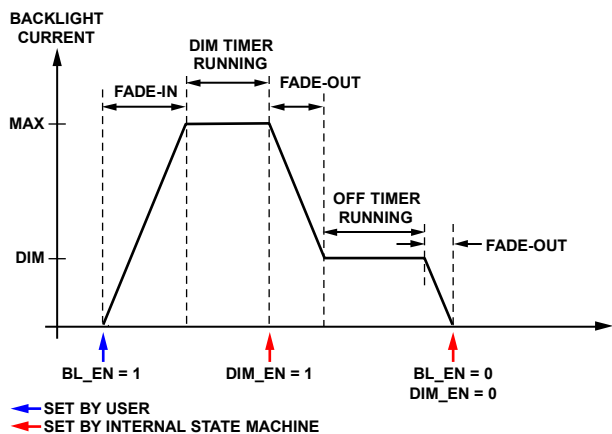 BACKLIGHT
CURRENT
DIM TIMER
RUNNING
FADE-IN
FADE-OUT
MAX
OFF TIMER
RUNNING
FADE-OUT
DIM
BL_EN = 1
DIM_EN = 1
BL_EN = 0
DIM_EN = 0
SET BY USER
SET BY INTERNAL STATE MACHINE